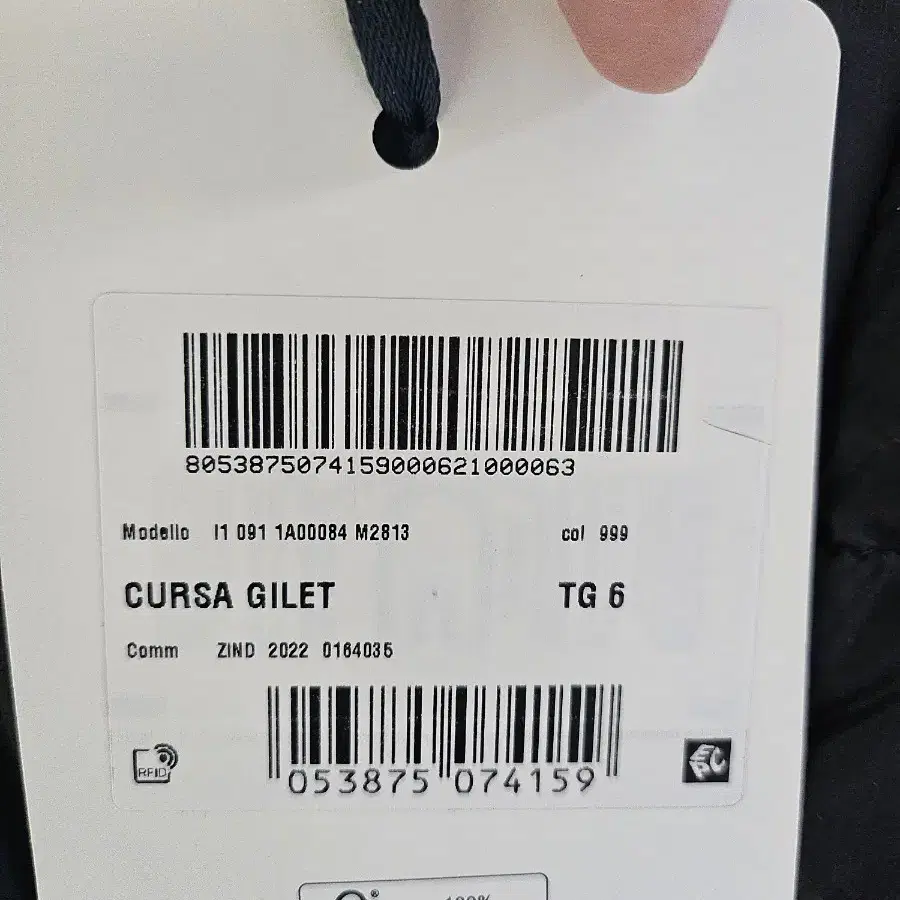 8053875074159000621000063
Modello I1 091 1A00084 M2813 col 999
CURSA GILET TG 6
Comm ZIND 2022 0164035
RFID
053875 074159